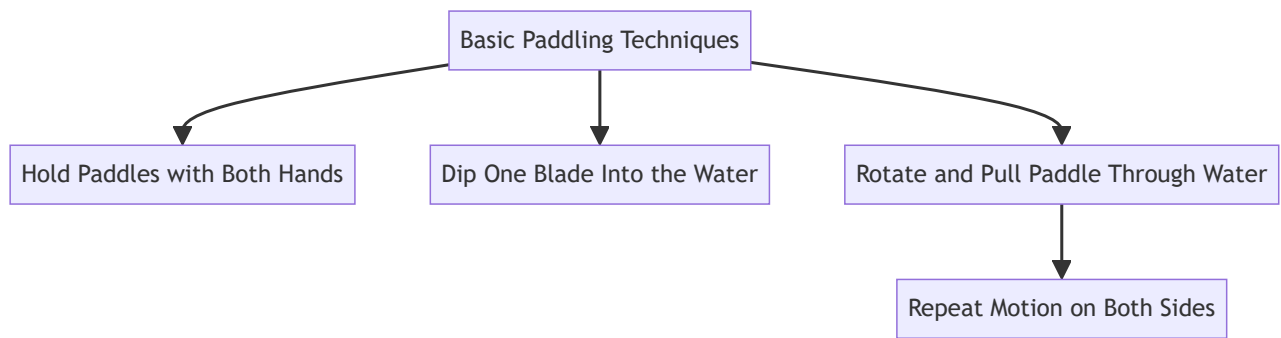 Basic Paddling Techniques
Hold Paddles with Both Hands
Dip One Blade Into the Water
Rotate and Pull Paddle Through Water
Repeat Motion on Both Sides